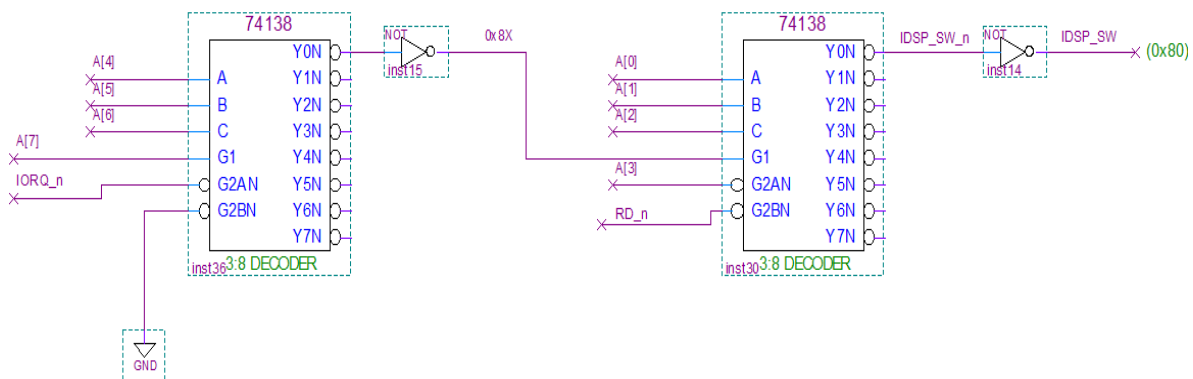 74138
A[4]
A[5]
A[6]
A[7]
IORQ_n
A
B
C
G1
G2AN
G2BN
Y0N
Y1N
Y2N
Y3N
Y4N
Y5N
Y6N
Y7N
inst36
3:8 DECODER
GND
NOT
inst15
0x8X
74138
A[0]
A[1]
A[2]
A[3]
RD_n
A
B
C
G1
G2AN
G2BN
Y0N
Y1N
Y2N
Y3N
Y4N
Y5N
Y6N
Y7N
inst30
3:8 DECODER
IDSP_SW_n
NOT
inst14
IDSP_SW
(0x80)